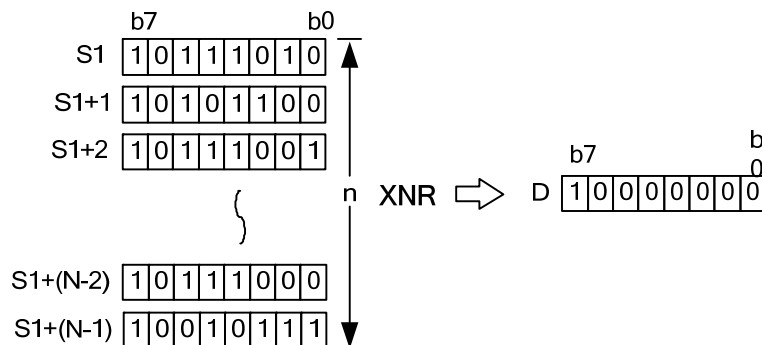 b7 b0
S1 1 0 1 1 1 0 1 0
S1+1 1 0 1 0 1 1 0 0
S1+2 1 0 1 1 1 0 0 1
b7 b0
n XNR D 1 0 0 0 0 0 0 0
S1+(N-2) 1 0 1 1 1 0 0 0
S1+(N-1) 1 0 0 1 0 1 1 1